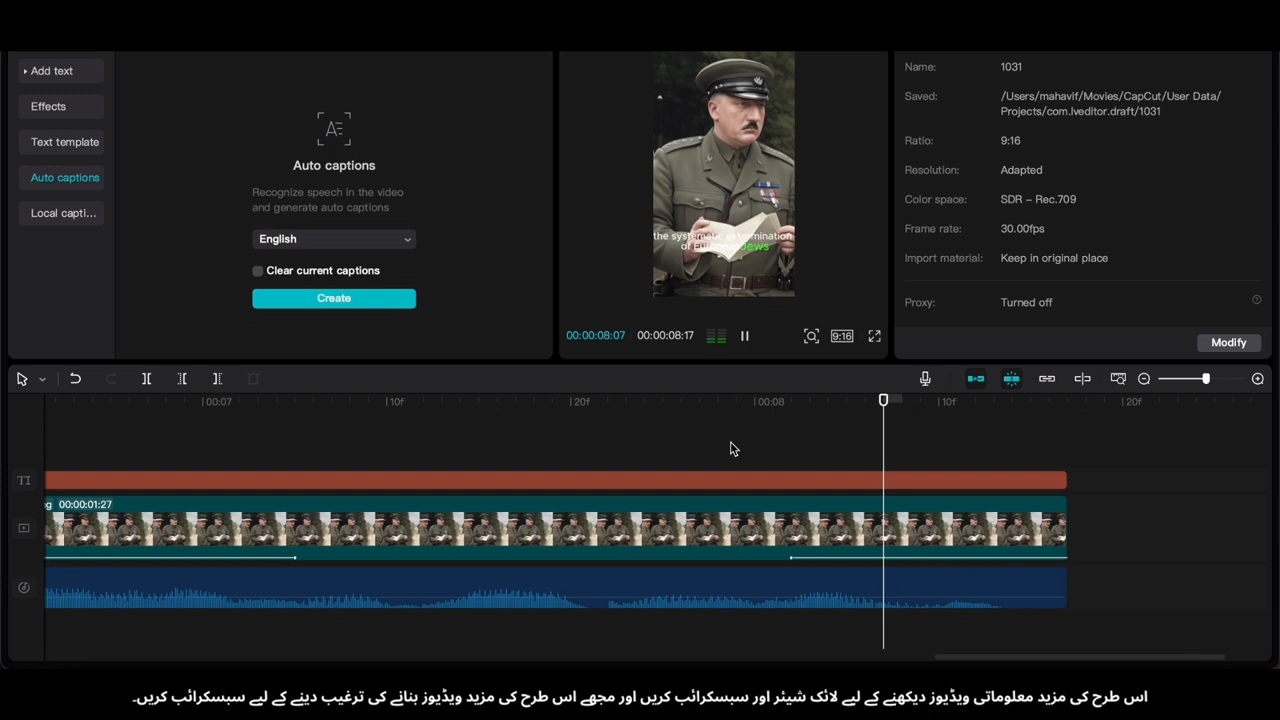 Add text
Effects
Text template
Auto captions
Local capti...
Auto captions
Recognize speech in the video
and generate auto captions
English
Clear current captions
Create
the systematic extermination
of European Jews
00:00:08:07 00:00:08:17
9:16
Name: 1031
Saved: /Users/mahavif/Movies/CapCut/User Data/
Projects/com.lveditor.draft/1031
Ratio: 9:16
Resolution: Adapted
Color space: SDR – Rec.709
Frame rate: 30.00fps
Import material: Keep in original place
Proxy: Turned off
Modify
00:07 10f 20f 00:08 10f 20f
TI
g 00:00:01:27
اس طرح کی مزید معلوماتی ویڈیوز دیکھنے کے لیے لائک شیئر اور سبسکرائب کریں اور مجھے اس طرح کی مزید ویڈیوز بنانے کی ترغیب دینے کے لیے سبسکرائب کریں۔